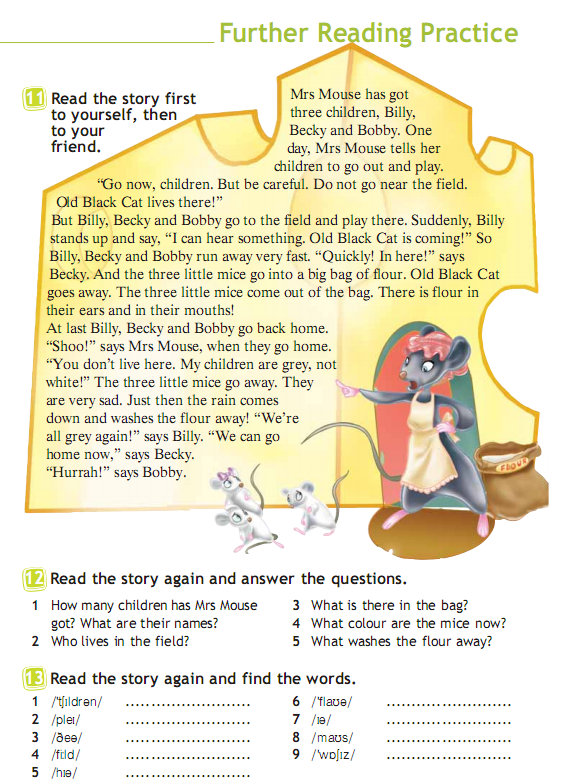 Further Reading Practice
11 Read the story first
to yourself, then
to your
friend.
Mrs Mouse has got
three children, Billy,
Becky and Bobby. One
day, Mrs Mouse tells her
children to go out and play.
“Go now, children. But be careful. Do not go near the field.
Old Black Cat lives there!”
But Billy, Becky and Bobby go to the field and play there. Suddenly, Billy
stands up and say, “I can hear something. Old Black Cat is coming!” So
Billy, Becky and Bobby run away very fast. “Quickly! In here!” says
Becky. And the three little mice go into a big bag of flour. Old Black Cat
goes away. The three little mice come out of the bag. There is flour in
their ears and in their mouths!
At last Billy, Becky and Bobby go back home.
“Shoo!” says Mrs Mouse, when they go home.
“You don’t live here. My children are grey, not
white!” The three little mice go away. They
are very sad. Just then the rain comes
down and washes the flour away! “We’re
all grey again!” says Billy. “We can go
home now,” says Becky.
“Hurrah!” says Bobby.
FLOUR
12 Read the story again and answer the questions.
1 How many children has Mrs Mouse
got? What are their names?
2 Who lives in the field?
3 What is there in the bag?
4 What colour are the mice now?
5 What washes the flour away?
13 Read the story again and find the words.
1 /ˈtʃɪldrən/ ..........................
2 /pleɪ/ ..........................
3 /ðeə/ ..........................
4 /fiːld/ ..........................
5 /hɪə/ ..........................
6 /ˈflaʊə/ ..........................
7 /ɪə/ ..........................
8 /maʊs/ ..........................
9 /ˈwɒʃɪz/ ..........................